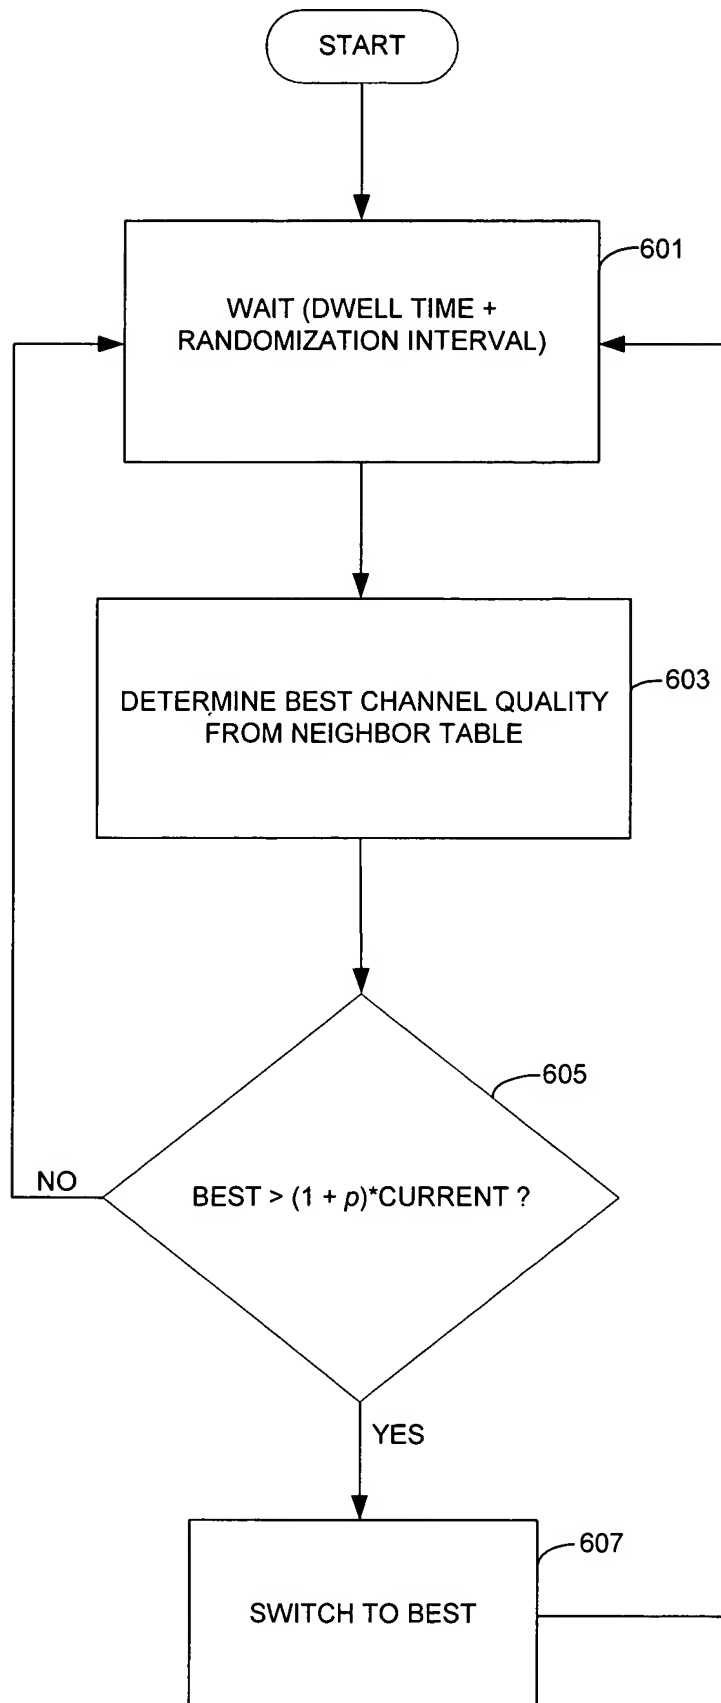 START
601
WAIT (DWELL TIME +
RANDOMIZATION INTERVAL)
603
DETERMINE BEST CHANNEL QUALITY
FROM NEIGHBOR TABLE
605
NO
BEST > (1 + p)*CURRENT ?
YES
607
SWITCH TO BEST